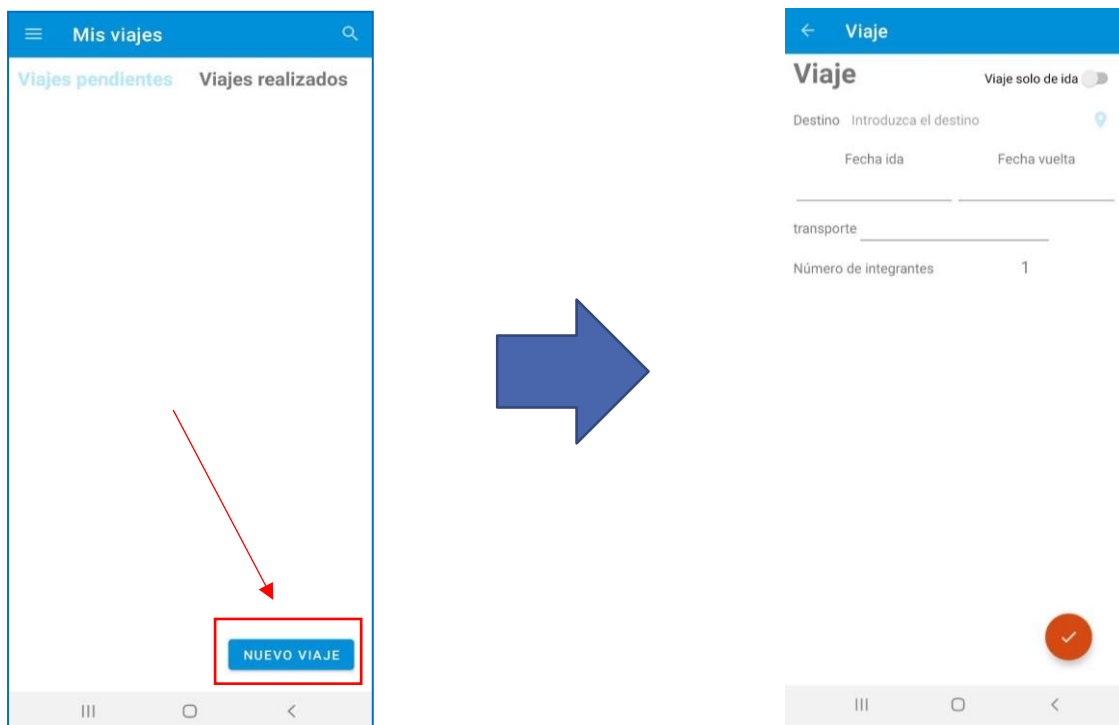 Mis viajes
Viajes pendientes Viajes realizados
NUEVO VIAJE
Viaje
Viaje Viaje solo de ida
Destino Introduzca el destino
Fecha ida Fecha vuelta
transporte
Número de integrantes 1